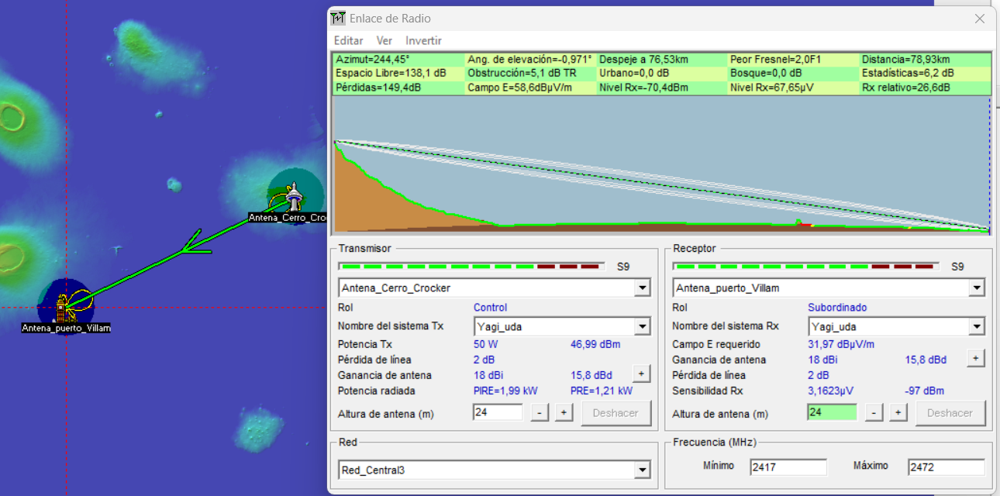 Enlace de Radio
Editar Ver Invertir
Azimut=244,45° Ang. de elevación=-0,971° Despeje a 76,53km Peor Fresnel=2,0F1 Distancia=78,93km
Espacio Libre=138,1 dB Obstrucción=5,1 dB TR Urbano=0,0 dB Bosque=0,0 dB Estadísticas=6,2 dB
Pérdidas=149,4dB Campo E=58,6dBµV/m Nivel Rx=-70,4dBm Nivel Rx=67,65µV Rx relativo=26,6dB
Antena_Cerro_Cro
Antena_puerto_Villam
Transmisor
S9
Antena_Cerro_Crocker
Rol Control
Nombre del sistema Tx Yagi_uda
Potencia Tx 50 W 46,99 dBm
Pérdida de línea 2 dB
Ganancia de antena 18 dBi 15,8 dBd +
Potencia radiada PIRE=1,99 kW PRE=1,21 kW
Altura de antena (m) 24 - + Deshacer
Receptor
S9
Antena_puerto_Villam
Rol Subordinado
Nombre del sistema Rx Yagi_uda
Campo E requerido 31,97 dBµV/m
Ganancia de antena 18 dBi 15,8 dBd +
Pérdida de línea 2 dB
Sensibilidad Rx 3,1623µV -97 dBm
Altura de antena (m) 24 - + Deshacer
Red
Red_Central3
Frecuencia (MHz)
Mínimo 2417 Máximo 2472